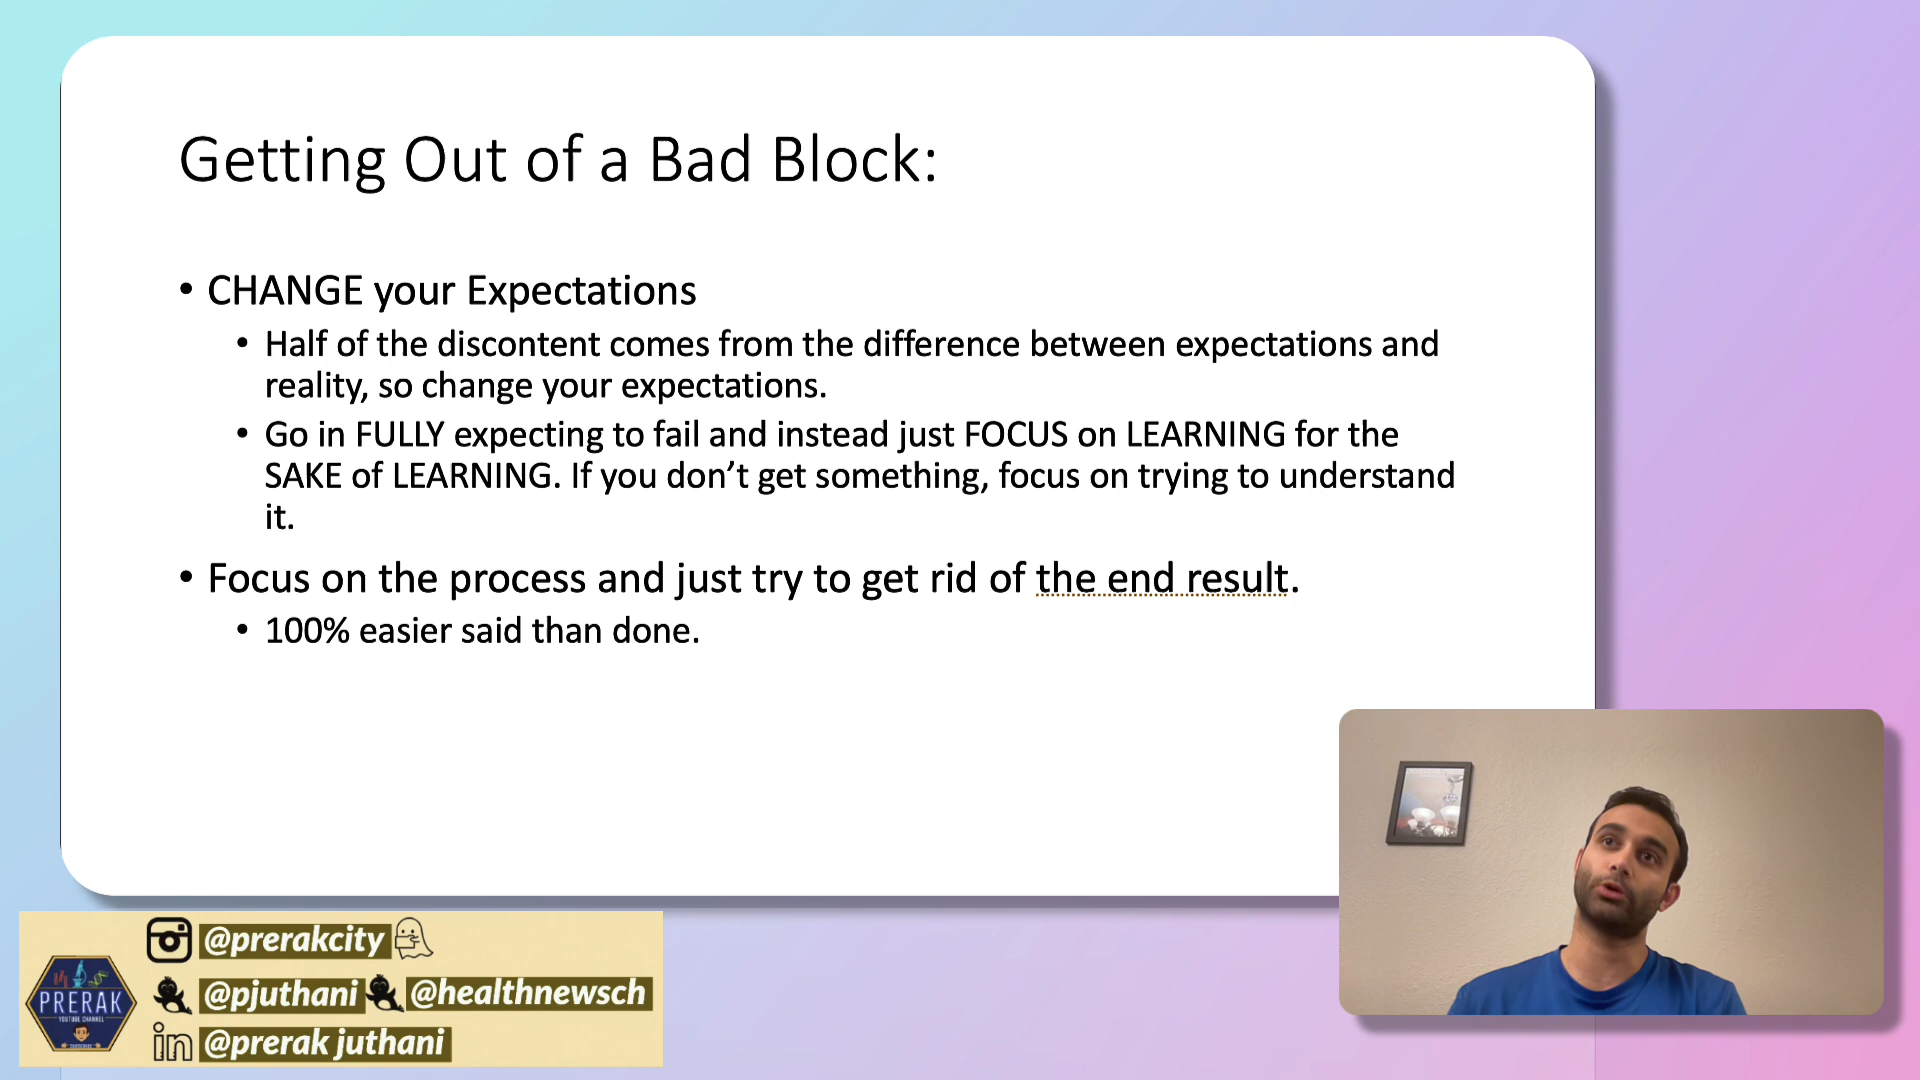 Getting Out of a Bad Block:
• CHANGE your Expectations
• Half of the discontent comes from the difference between expectations and
reality, so change your expectations.
• Go in FULLY expecting to fail and instead just FOCUS on LEARNING for the
SAKE of LEARNING. If you don’t get something, focus on trying to understand
it.
• Focus on the process and just try to get rid of the end result.
• 100% easier said than done.
@prerakcity
@pjuthani @healthnewsch
in @prerak juthani
PRERAK
YOUTUBE CHANNEL